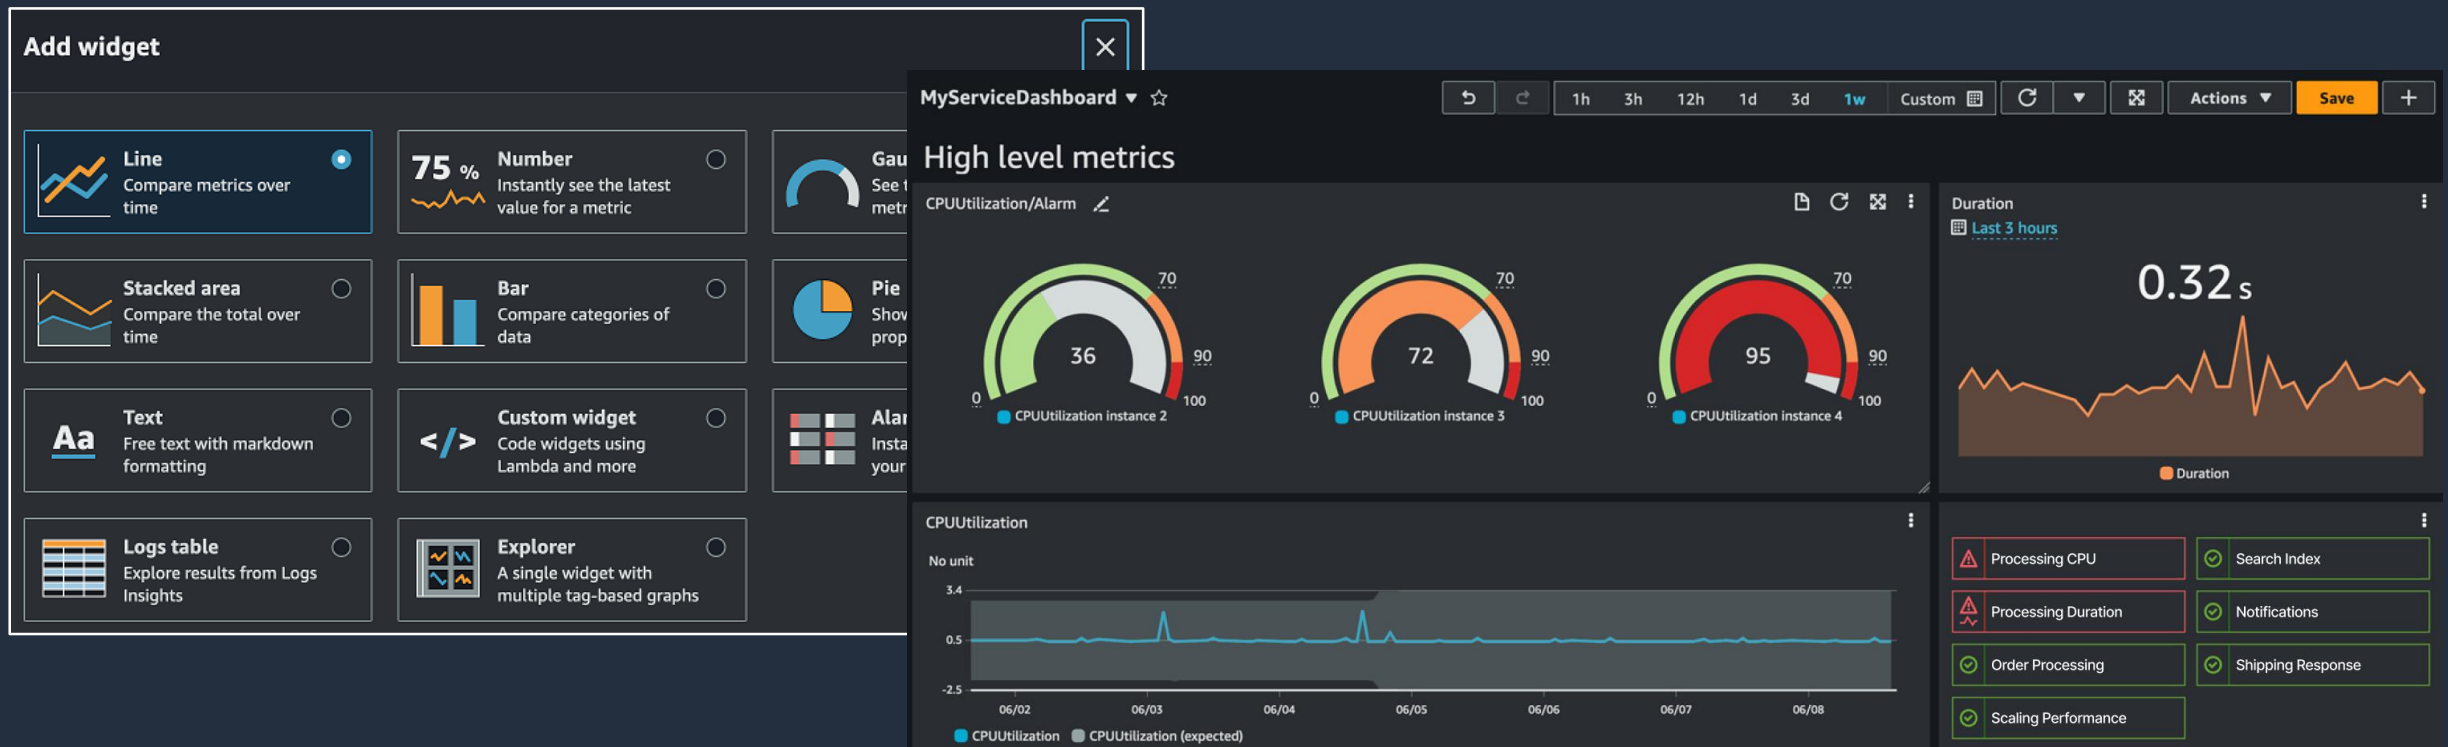 Add widget
Line
Compare metrics over
time
75 %
Number
Instantly see the latest
value for a metric
Stacked area
Compare the total over
time
Bar
Compare categories of
data
Pie
Aa
Text
Free text with markdown
formatting
</>
Custom widget
Code widgets using
Lambda and more
your
Logs table
Explore results from Logs
Insights
Explorer
A single widget with
multiple tag-based graphs
MyServiceDashboard
1h 3h 12h 1d 3d 1w Custom
Actions
Save
High level metrics
CPUUtilization/Alarm
36
0 70 90 100
CPUUtilization instance 2
72
0 70 90 100
CPUUtilization instance 3
95
0 70 90 100
CPUUtilization instance 4
Duration
Last 3 hours
0.32 s
Duration
CPUUtilization
No unit
3.4
0.5
-2.5
06/02 06/03 06/04 06/05 06/06 06/07 06/08
CPUUtilization CPUUtilization (expected)
Processing CPU
Search Index
Processing Duration
Notifications
Order Processing
Shipping Response
Scaling Performance